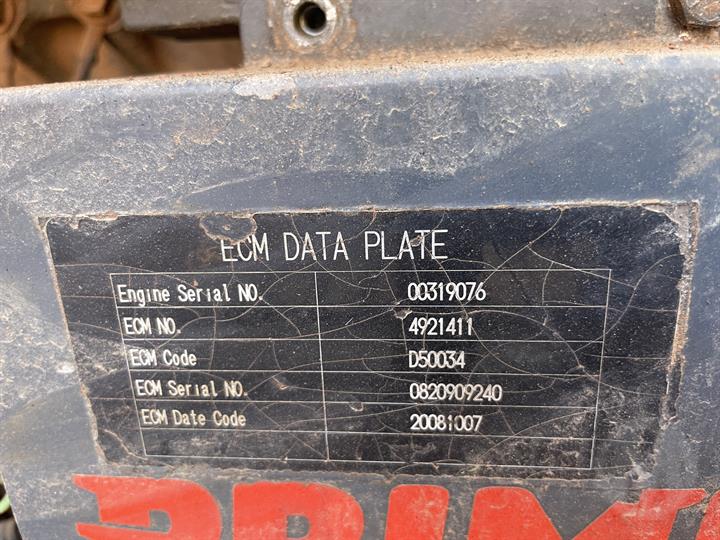 ECM DATA PLATE
Engine Serial NO. 00319076
ECM NO. 4921411
ECM Code D50034
ECM Serial NO. 0820909240
ECM Date Code 20081007